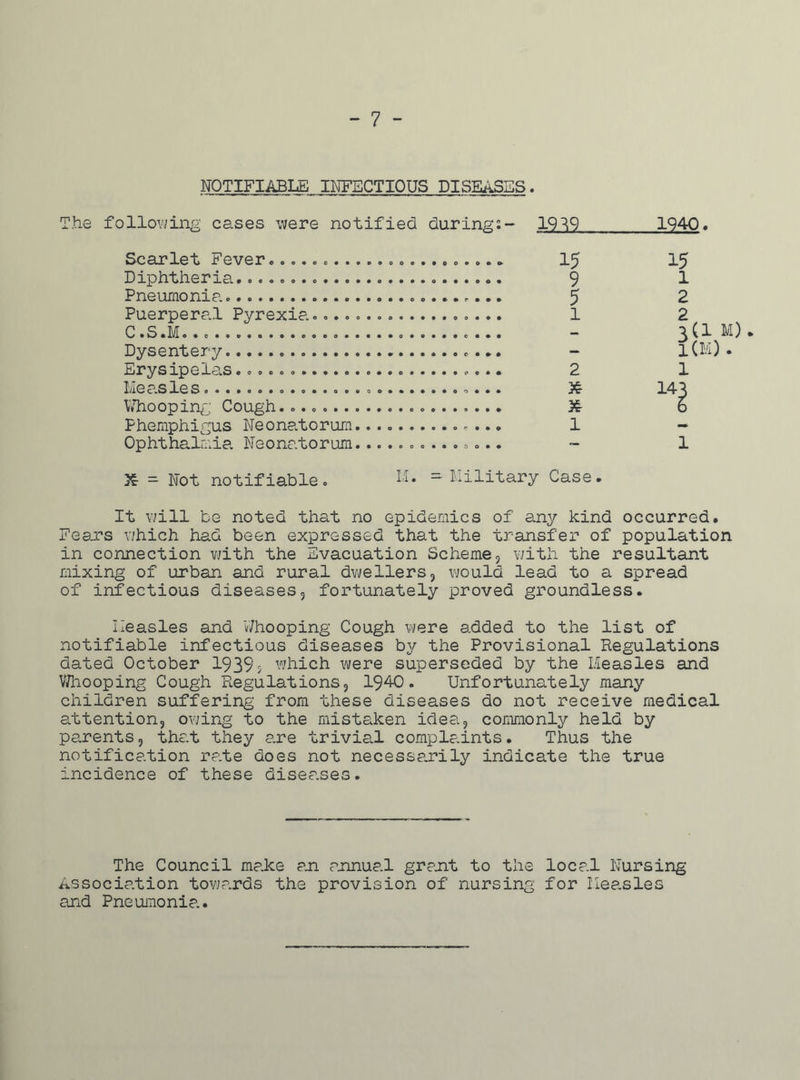 - 7 -
NOTIFIABLE INFECTIOUS DISEASES.
The following cases were notified during:- 1939 1940.
Scarlet Fever....................... 15 15
Diphtheria.......................... 9 1
Pneumonia........................... 5 2
Puerperal Pyrexia.................. 1 2
C.S.M............................... - 3(1 M).
Dysentery........................... - 1(M).
Erysipelas.......................... 2 1
Measles............................. ӿ 143
Whooping Cough..................... ӿ 6
Phemphigus Neonatorum.............. 1 -
Ophthalmia Neonatorum.............. - 1
ӿ = Not notifiable. M. = Military Case.
It will be noted that no epidemics of any kind occurred.
Fears which had been expressed that the transfer of population
in connection with the Evacuation Scheme, with the resultant
mixing of urban and rural dwellers, would lead to a spread
of infectious diseases, fortunately proved groundless.
Measles and Whooping Cough were added to the list of
notifiable infectious diseases by the Provisional Regulations
dated October 1939, which were superseded by the Measles and
Whooping Cough Regulations, 1940. Unfortunately many
children suffering from these diseases do not receive medical
attention, owing to the mistaken idea, commonly held by
parents, that they are trivial complaints. Thus the
notification rate does not necessarily indicate the true
incidence of these diseases.
The Council make an annual grant to the local Nursing
Association towards the provision of nursing for Measles
and Pneumonia.